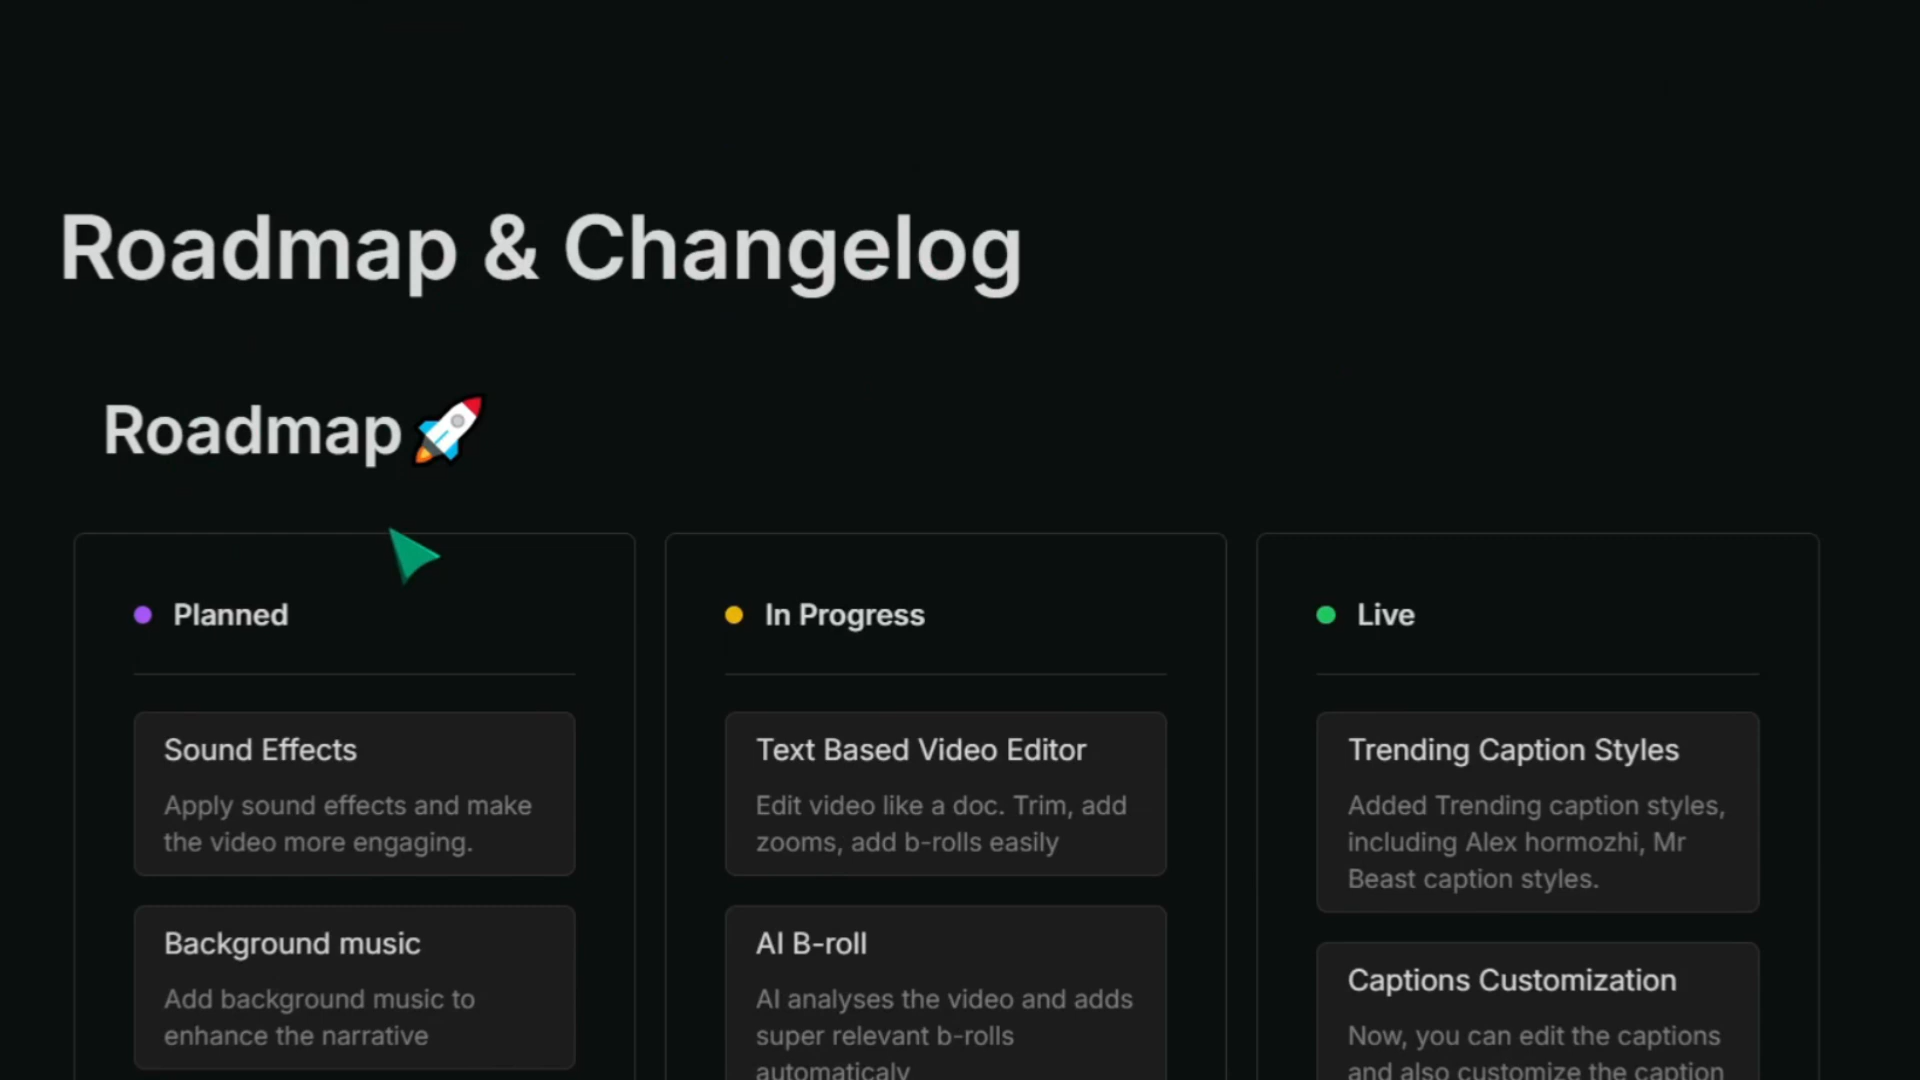 Roadmap & Changelog
Roadmap🚀
Planned
Sound Effects
Apply sound effects and make
the video more engaging.
Background music
Add background music to
enhance the narrative
In Progress
Text Based Video Editor
Edit video like a doc. Trim, add
zooms, add b-rolls easily
AI B-roll
AI analyses the video and adds
super relevant b-rolls
automaticaly
Live
Trending Caption Styles
Added Trending caption styles,
including Alex hormozhi, Mr
Beast caption styles.
Captions Customization
Now, you can edit the captions
and also customize the caption